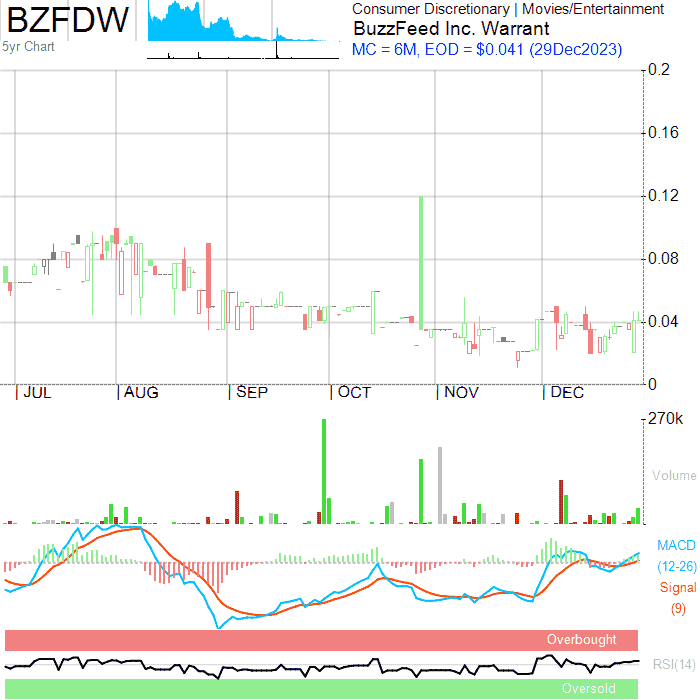 BZFDW
5yr Chart
Consumer Discretionary | Movies/Entertainment
BuzzFeed Inc. Warrant
MC = 6M, EOD = $0.041 (29Dec2023)
0.2
0.16
0.12
0.08
0.04
0
JUL AUG SEP OCT NOV DEC
270k
Volume
MACD
(12-26)
Signal
(9)
Overbought
RSI(14)
Oversold